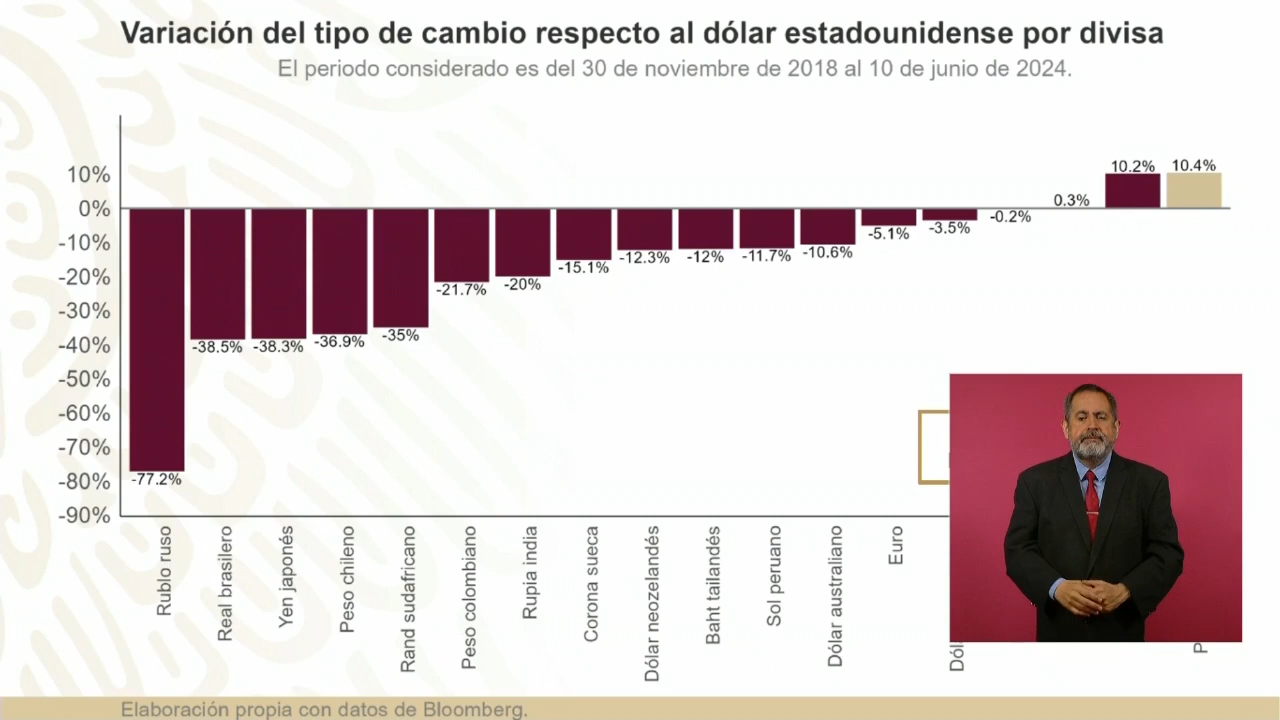 Variación del tipo de cambio respecto al dólar estadounidense por divisa
El periodo considerado es del 30 de noviembre de 2018 al 10 de junio de 2024.
10%
0%
-10%
-20%
-30%
-40%
-50%
-60%
-70%
-80%
-90%
-77.2%
-38.5%
-38.3%
-36.9%
-35%
-21.7%
-20%
-15.1%
-12.3%
-12%
-11.7%
-10.6%
-5.1%
-3.5%
-0.2%
0.3%
10.2%
10.4%
Rublo ruso
Real brasilero
Yen japonés
Peso chileno
Rand sudafricano
Peso colombiano
Rupia india
Corona sueca
Dólar neozelandés
Baht tailandés
Sol peruano
Dólar australiano
Euro
Dól
P
Elaboración propia con datos de Bloomberg.